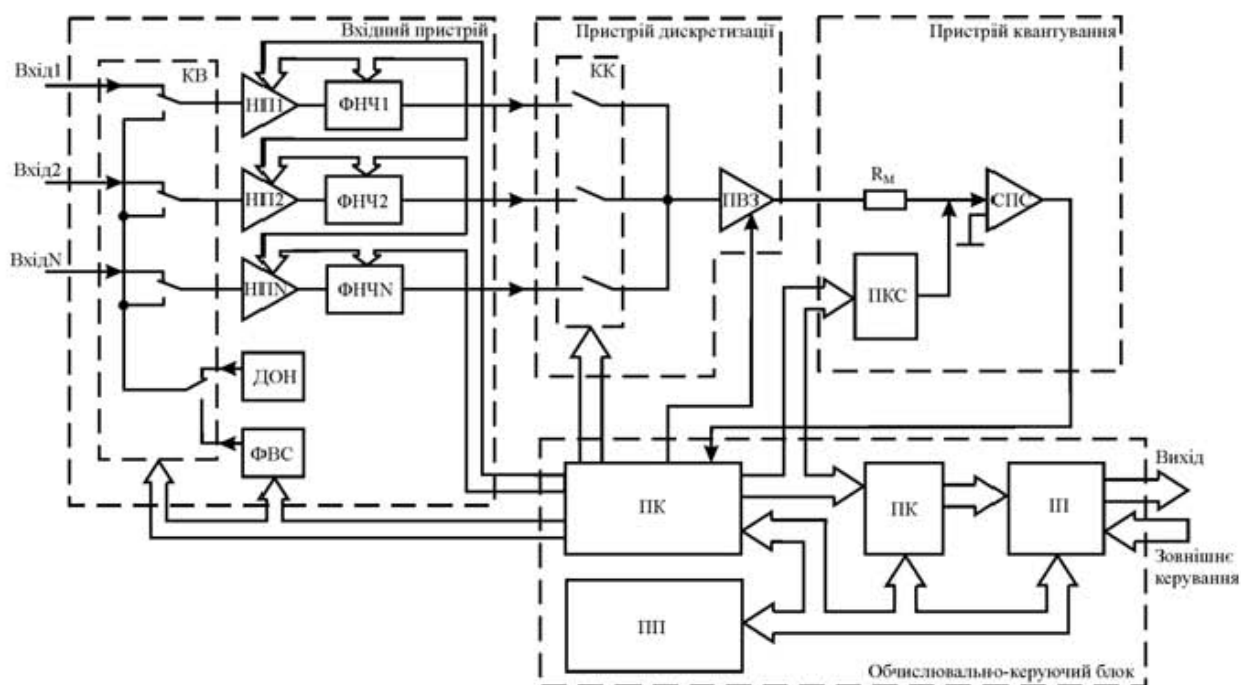 Вхідний пристрій
Пристрій дискретизації
Пристрій квантування
Вхід1
КВ
НП1
ФНЧ1
КК
Вхід2
НП2
ФНЧ2
ПВЗ
RМ
СПС
ВхідN
НПN
ФНЧN
ПКС
ДОН
ФВС
ПК
ПК
ІП
Вихід
Зовнішнє
керування
ПП
Обчислювально-керуючий блок